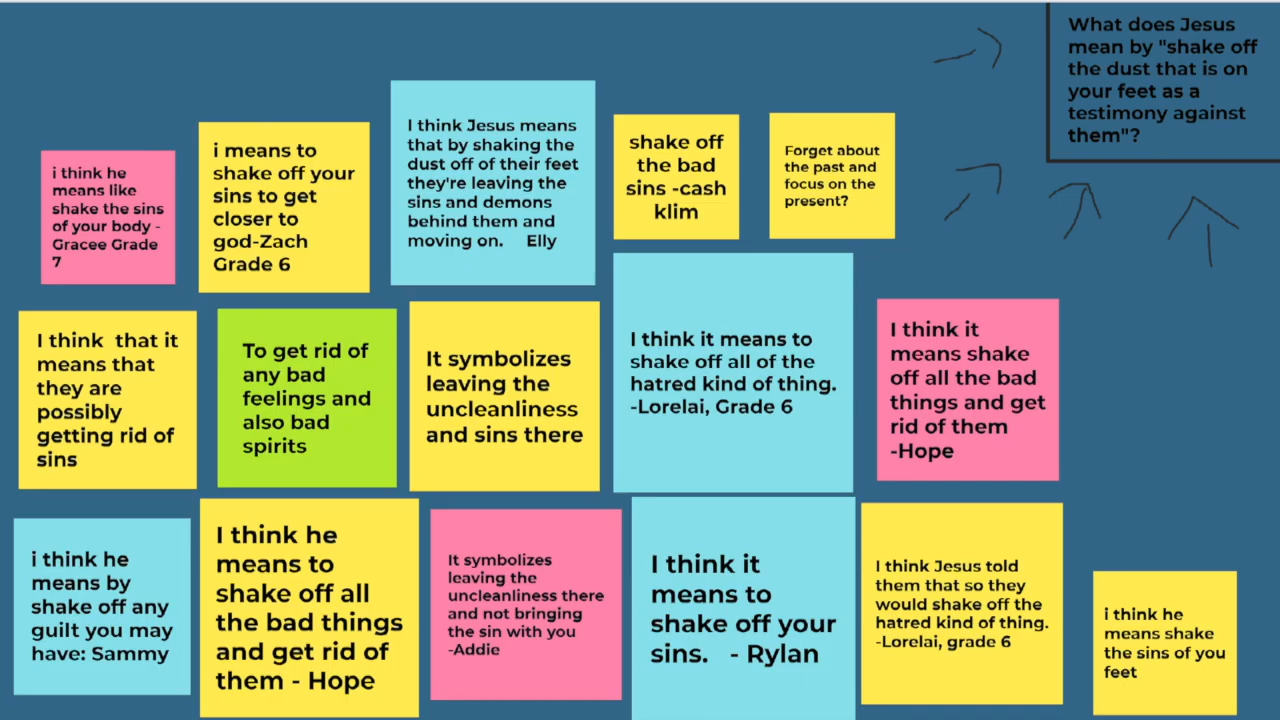 What does Jesus
mean by "shake off
the dust that is on
your feet as a
testimony against
them"?
i think he
means like
shake the sins
of your body -
Gracee Grade
7
i means to
shake off your
sins to get
closer to
god-Zach
Grade 6
I think Jesus means
that by shaking the
dust off of their feet
they're leaving the
sins and demons
behind them and
moving on. Elly
shake off
the bad
sins -cash
klim
Forget about
the past and
focus on the
present?
I think that it
means that
they are
possibly
getting rid of
sins
To get rid of
any bad
feelings and
also bad
spirits
It symbolizes
leaving the
uncleanliness
and sins there
I think it means to
shake off all of the
hatred kind of thing.
-Lorelai, Grade 6
I think it
means shake
off all the bad
things and get
rid of them
-Hope
i think he
means by
shake off any
guilt you may
have: Sammy
I think he
means to
shake off all
the bad things
and get rid of
them - Hope
It symbolizes
leaving the
uncleanliness there
and not bringing
the sin with you
-Addie
I think it
means to
shake off your
sins. - Rylan
I think Jesus told
them that so they
would shake off the
hatred kind of thing.
-Lorelai, grade 6
i think he
means shake
the sins of you
feet